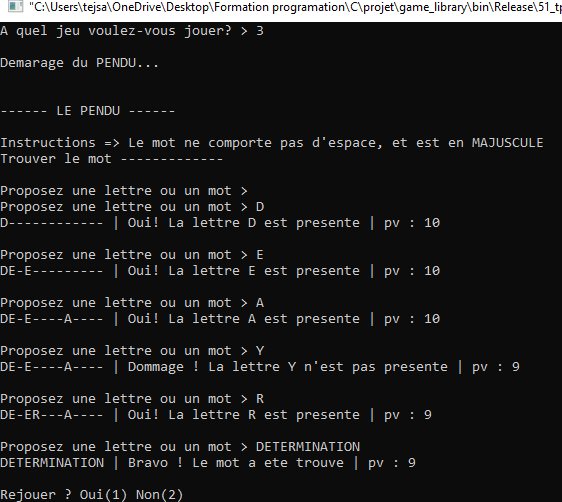 "C:\Users\tejsa\OneDrive\Desktop\Formation programation\C\projet\game_library\bin\Release\51_tp
A quel jeu voulez-vous jouer? > 3
Demarage du PENDU...
------ LE PENDU ------
Instructions => Le mot ne comporte pas d'espace, et est en MAJUSCULE
Trouver le mot -------------
Proposez une lettre ou un mot >
Proposez une lettre ou un mot > D
D------------ | Oui! La lettre D est presente | pv : 10
Proposez une lettre ou un mot > E
DE-E--------- | Oui! La lettre E est presente | pv : 10
Proposez une lettre ou un mot > A
DE-E----A---- | Oui! La lettre A est presente | pv : 10
Proposez une lettre ou un mot > Y
DE-E----A---- | Dommage ! La lettre Y n'est pas presente | pv : 9
Proposez une lettre ou un mot > R
DE-ER---A---- | Oui! La lettre R est presente | pv : 9
Proposez une lettre ou un mot > DETERMINATION
DETERMINATION | Bravo ! Le mot a ete trouve | pv : 9
Rejouer ? Oui(1) Non(2)